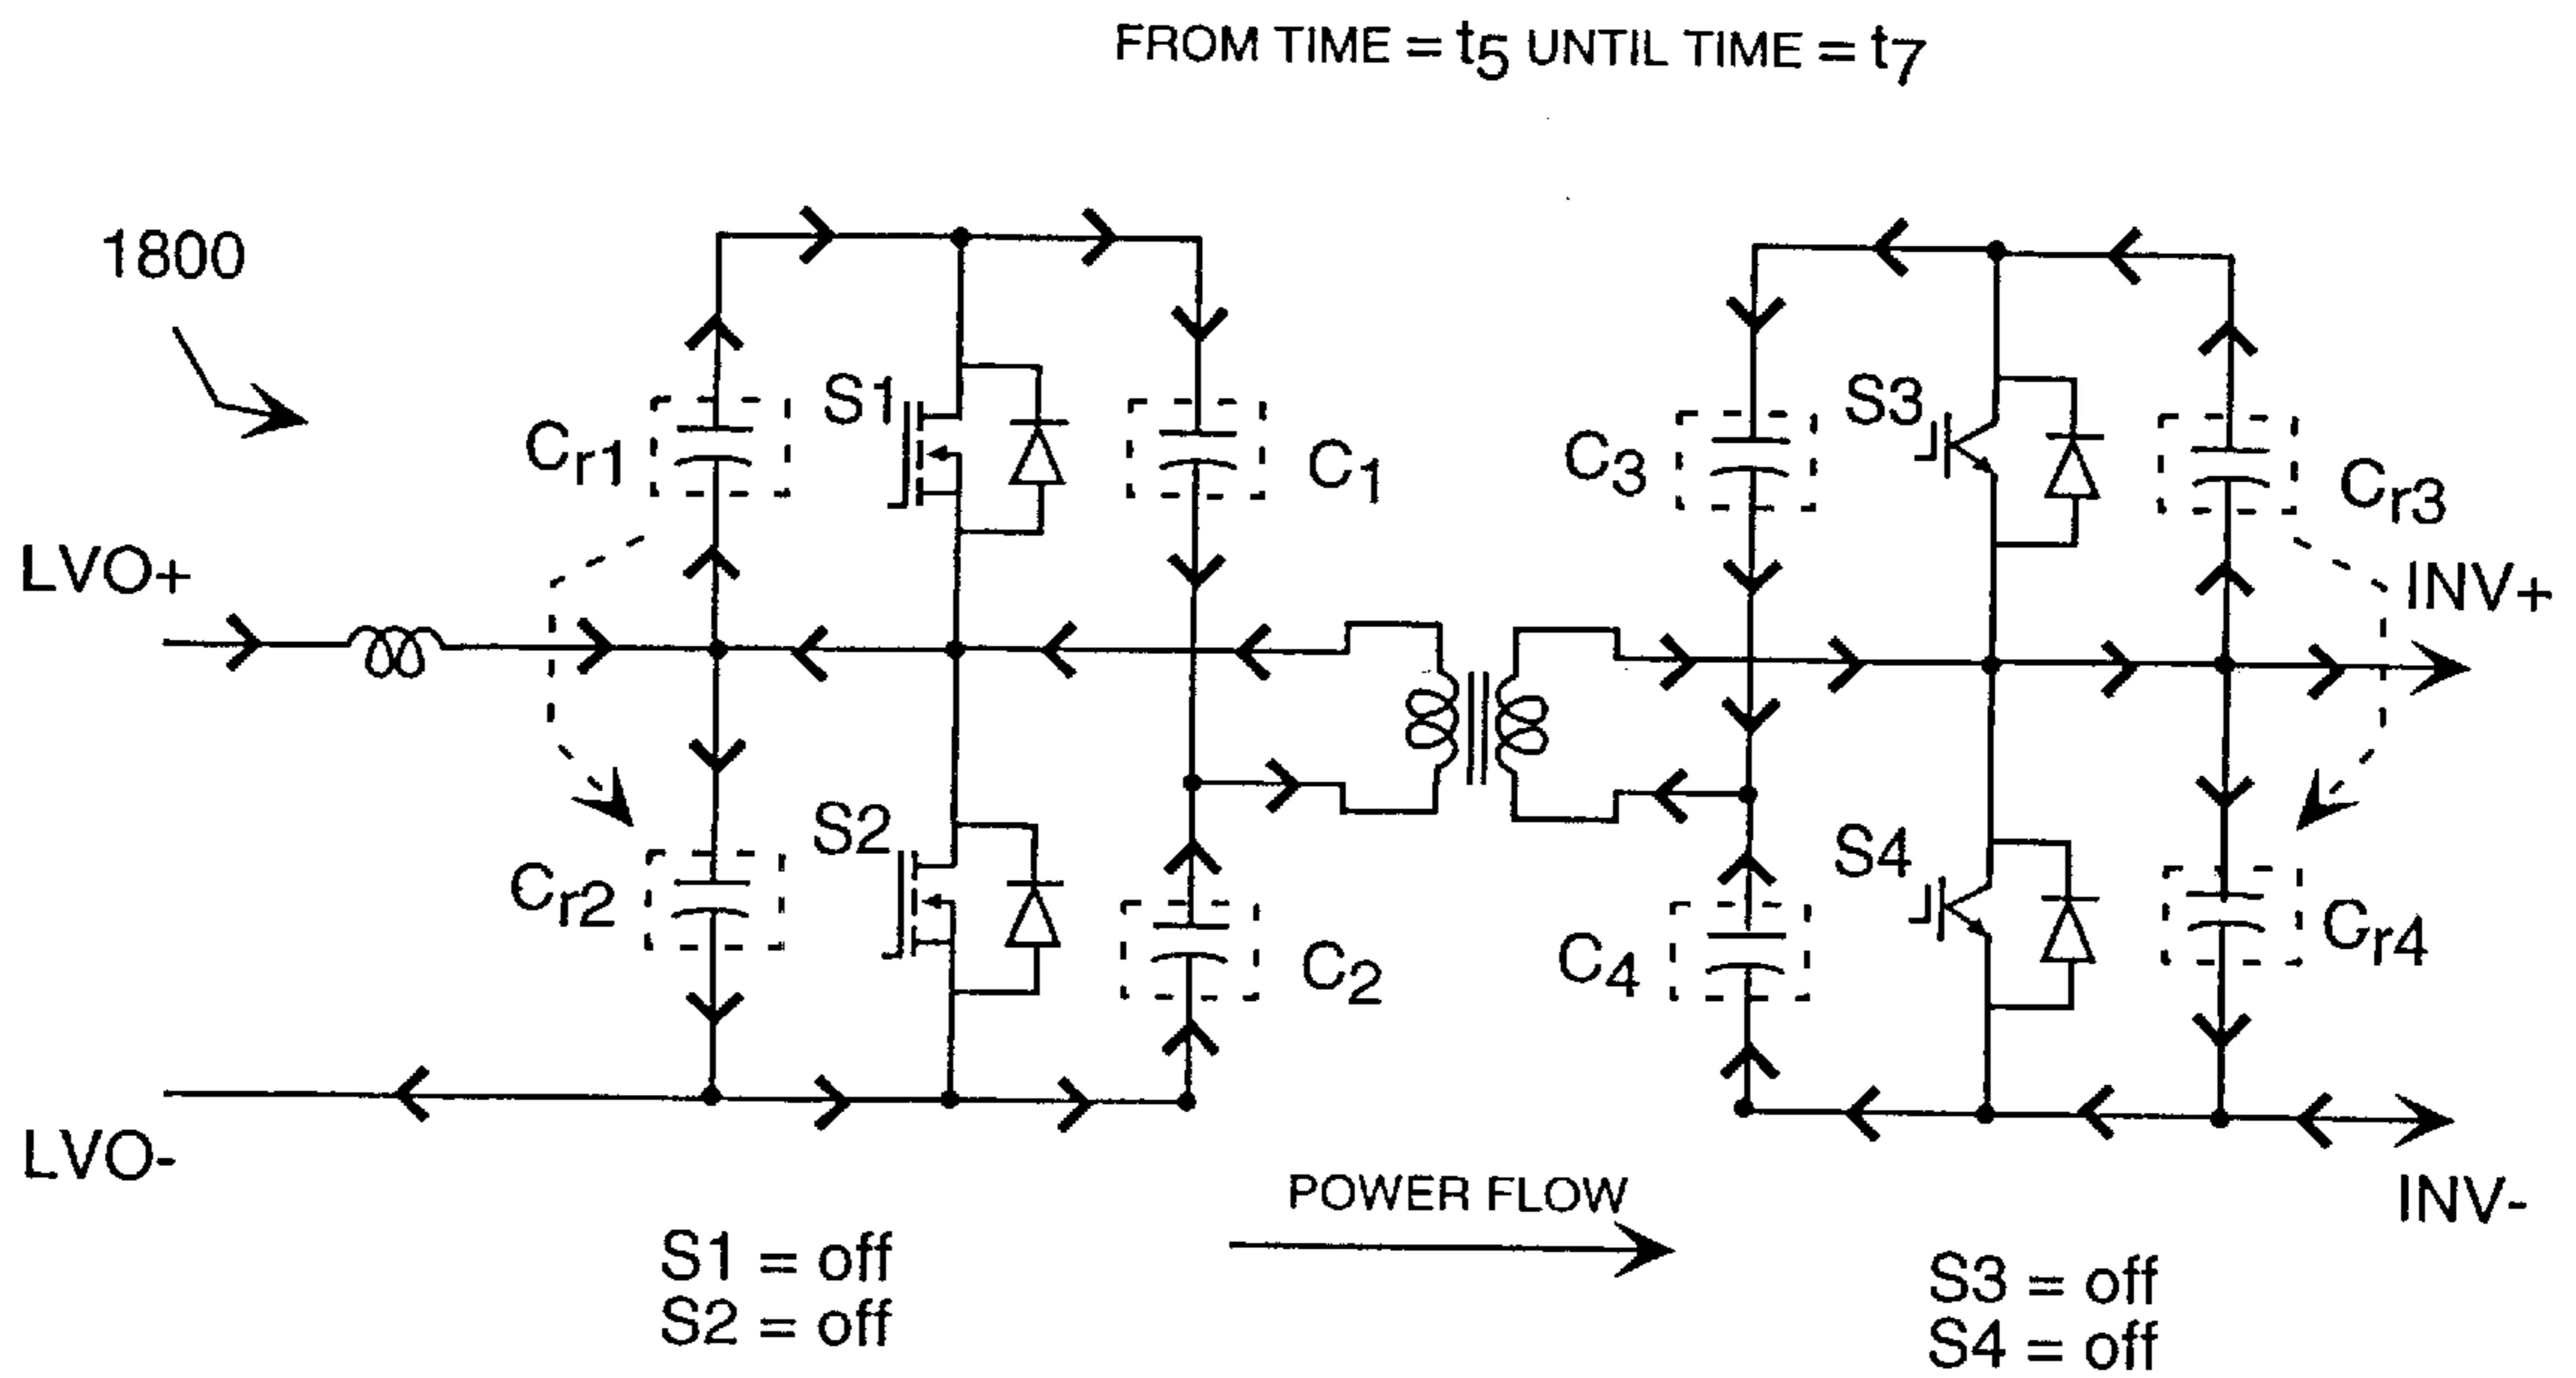 FROM TIME = t5 UNTIL TIME = t7
1800
Cr1
S1
C1
C3
S3
Cr3
LVO+
INV+
Cr2
S2
C2
C4
S4
Cr4
LVO-
INV-
POWER FLOW
S1 = off
S2 = off
S3 = off
S4 = off